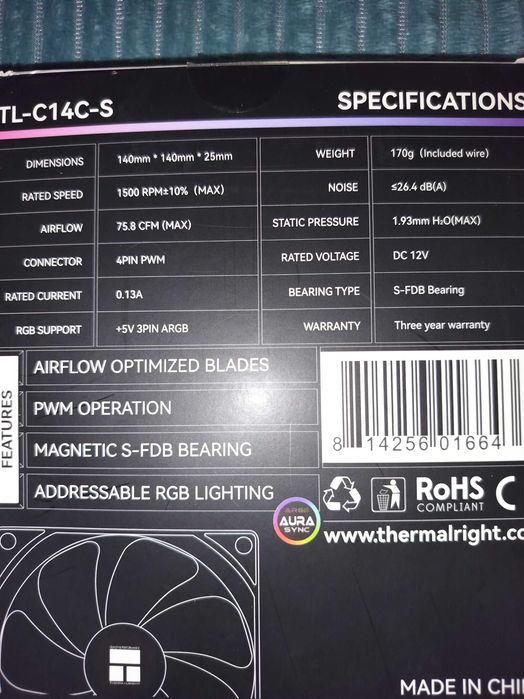 TL-C14C-S SPECIFICATIONS
DIMENSIONS 140mm * 140mm * 25mm WEIGHT 170g (Included wire)
RATED SPEED 1500 RPM±10% (MAX) NOISE ≤26.4 dB(A)
AIRFLOW 75.8 CFM (MAX) STATIC PRESSURE 1.93mm H₂O(MAX)
CONNECTOR 4PIN PWM RATED VOLTAGE DC 12V
RATED CURRENT 0.13A BEARING TYPE S-FDB Bearing
RGB SUPPORT +5V 3PIN ARGB WARRANTY Three year warranty
FEATURES
AIRFLOW OPTIMIZED BLADES
PWM OPERATION
MAGNETIC S-FDB BEARING
ADDRESSABLE RGB LIGHTING
8 14256 01664
RoHS
COMPLIANT
ARGB
AURA
SYNC
www.thermalright.co
MADE IN CHI